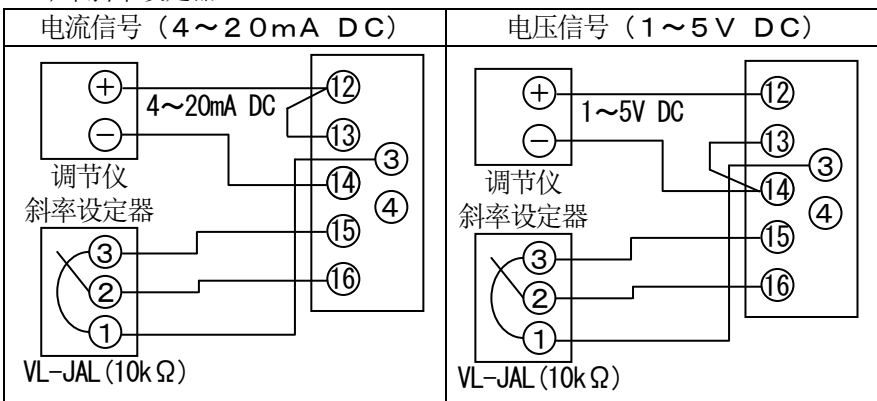 电流信号（4～20mA DC）
+
4～20mA DC
−
调节仪
斜率设定器
③
②
①
VL-JAL(10kΩ)
⑫
⑬
③
⑭
④
⑮
⑯
电压信号（1～5V DC）
+
1～5V DC
−
调节仪
斜率设定器
③
②
①
VL-JAL(10kΩ)
⑫
⑬
③
⑭
④
⑮
⑯